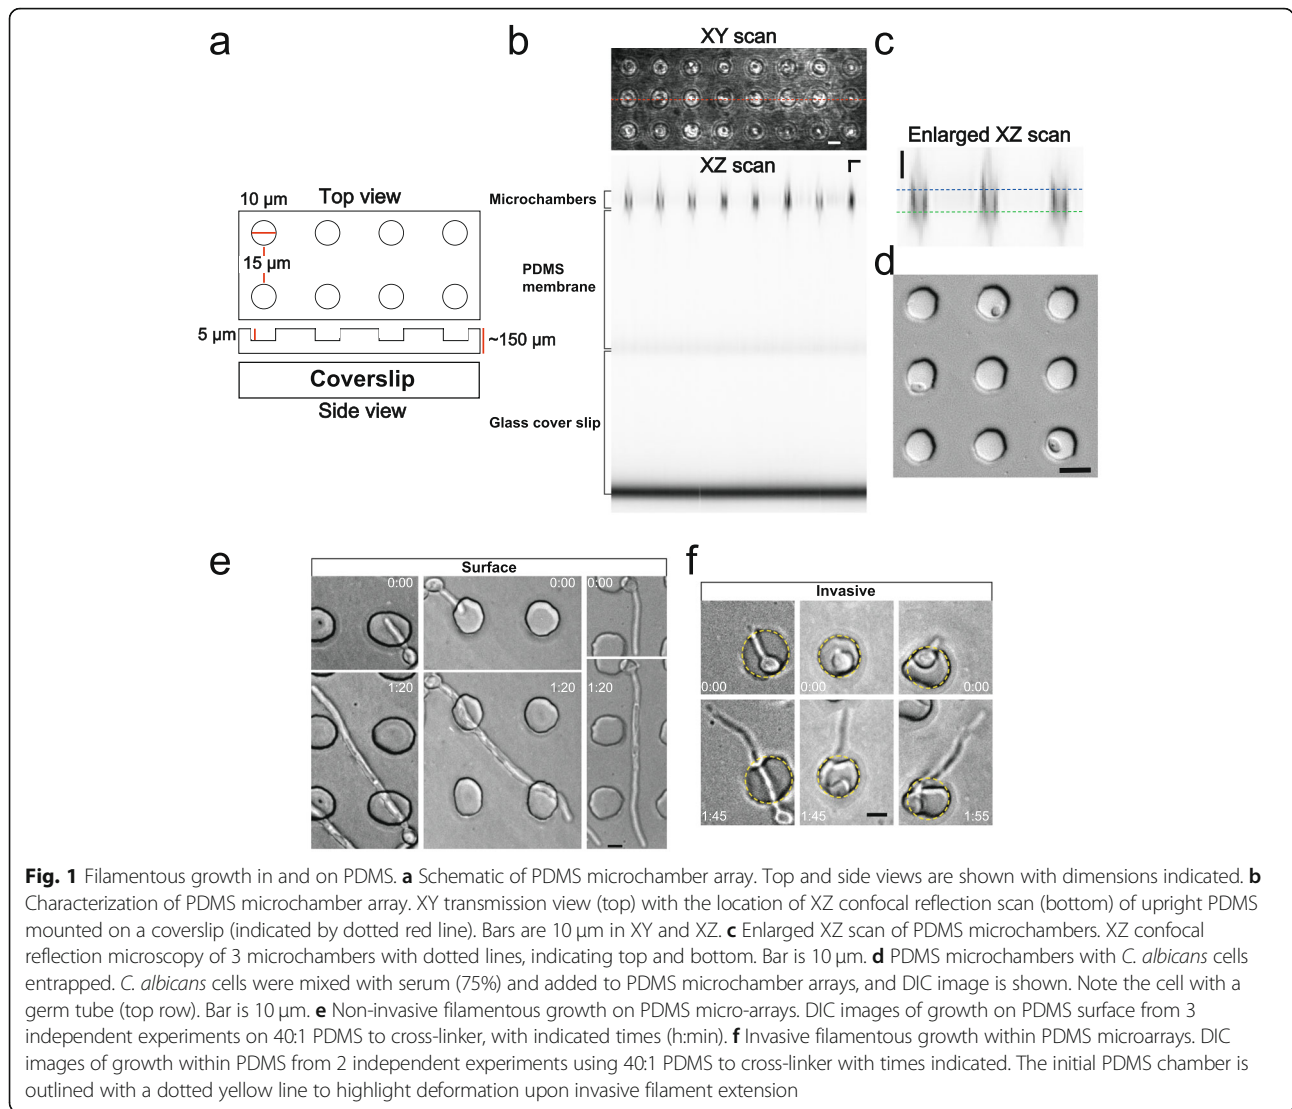 a
Top view
10 µm
15 µm
5 µm
~150 µm
Coverslip
Side view
b
XY scan
XZ scan
Microchambers
PDMS
membrane
Glass cover slip
c
Enlarged XZ scan
d
e
Surface
0:00
0:00
0:00
1:20
1:20
1:20
f
Invasive
0:00
0:00
0:00
1:45
1:45
1:55
Fig. 1 Filamentous growth in and on PDMS. a Schematic of PDMS microchamber array. Top and side views are shown with dimensions indicated. b
Characterization of PDMS microchamber array. XY transmission view (top) with the location of XZ confocal reflection scan (bottom) of upright PDMS
mounted on a coverslip (indicated by dotted red line). Bars are 10 µm in XY and XZ. c Enlarged XZ scan of PDMS microchambers. XZ confocal
reflection microscopy of 3 microchambers with dotted lines, indicating top and bottom. Bar is 10 µm. d PDMS microchambers with C. albicans cells
entrapped. C. albicans cells were mixed with serum (75%) and added to PDMS microchamber arrays, and DIC image is shown. Note the cell with a
germ tube (top row). Bar is 10 µm. e Non-invasive filamentous growth on PDMS micro-arrays. DIC images of growth on PDMS surface from 3
independent experiments on 40:1 PDMS to cross-linker, with indicated times (h:min). f Invasive filamentous growth within PDMS microarrays. DIC
images of growth within PDMS from 2 independent experiments using 40:1 PDMS to cross-linker with times indicated. The initial PDMS chamber is
outlined with a dotted yellow line to highlight deformation upon invasive filament extension